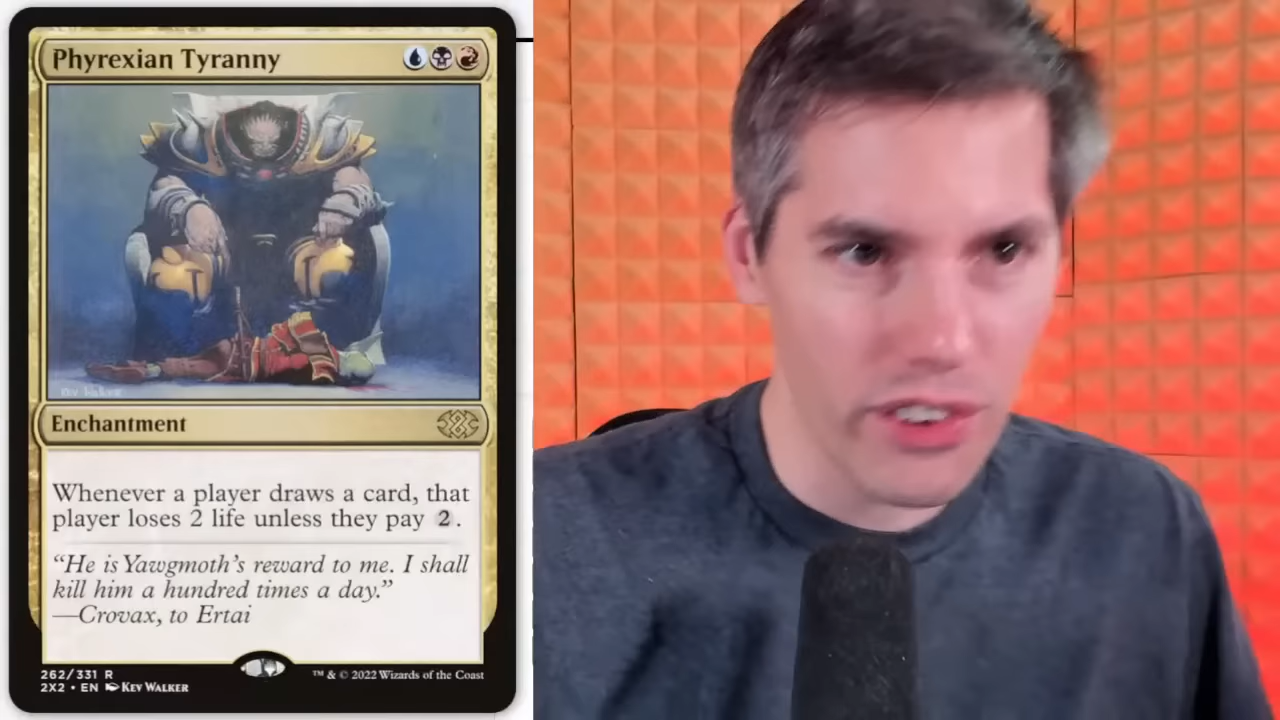 Phyrexian Tyranny
Kev Walker
Enchantment
Whenever a player draws a card, that
player loses 2 life unless they pay 2.
“He is Yawgmoth’s reward to me. I shall
kill him a hundred times a day.”
—Crovax, to Ertai
262/331 R
2X2 • EN KEV WALKER
™ & © 2022 Wizards of the Coast